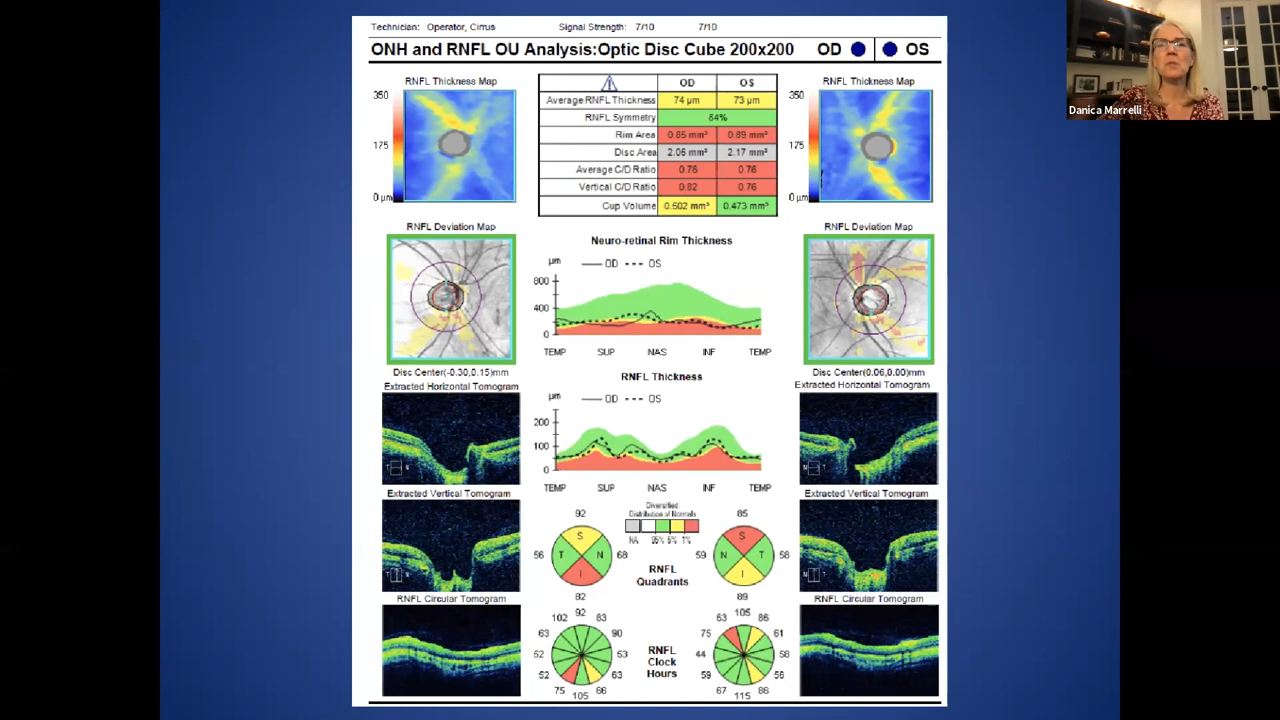 Technician: Operator, Cirrus Signal Strength: 7/10 7/10
ONH and RNFL OU Analysis:Optic Disc Cube 200x200 OD OS
Danica Marrelli
RNFL Thickness Map
350
175
0 µm
OD OS
Average RNFL Thickness 74 µm 73 µm
RNFL Symmetry 84%
Rim Area 0.85 mm² 0.89 mm²
Disc Area 2.05 mm² 2.17 mm²
Average C/D Ratio 0.76 0.76
Vertical C/D Ratio 0.82 0.76
Cup Volume 0.502 mm³ 0.473 mm³
RNFL Thickness Map
350
175
0 µm
RNFL Deviation Map
Disc Center(-0.30,0.15)mm
Neuro-retinal Rim Thickness
µm OD OS
800
400
0
TEMP SUP NAS INF TEMP
RNFL Deviation Map
Disc Center(0.06,0.00)mm
Extracted Horizontal Tomogram
T N
RNFL Thickness
µm OD OS
200
100
0
TEMP SUP NAS INF TEMP
Extracted Horizontal Tomogram
N T
Extracted Vertical Tomogram
T N
92
S
56 T N 68
I
82
Diversified:
Distribution of Normals
NA 95% 5% 1%
RNFL
Quadrants
85
S
59 N T 58
I
89
Extracted Vertical Tomogram
N T
RNFL Circular Tomogram
92
102 83
63 90
52 53
52 63
75 66
105
RNFL
Clock
Hours
105
63 86
75 61
44 58
59 56
67 86
115
RNFL Circular Tomogram